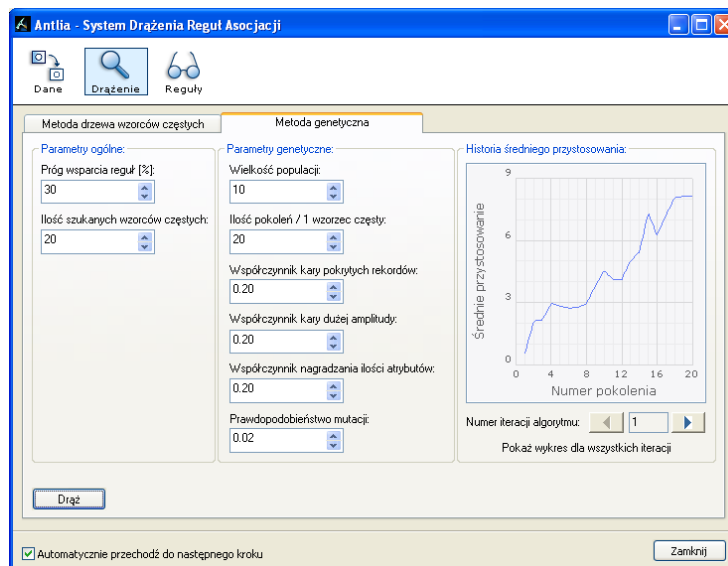 Antlia - System Drążenia Reguł Asocjacji
Dane
Drążenie
Reguły
Metoda drzewa wzorców częstych
Metoda genetyczna
Parametry ogólne:
Próg wsparcia reguł [%]:
30
Ilość szukanych wzorców częstych:
20
Parametry genetyczne:
Wielkość populacji:
10
Ilość pokoleń / 1 wzorzec częsty:
20
Współczynnik kary pokrytych rekordów:
0.20
Współczynnik kary dużej amplitudy:
0.20
Współczynnik nagradzania ilości atrybutów:
0.20
Prawdopodobieństwo mutacji:
0.02
Historia średniego przystosowania:
Średnie przystosowanie
9
6
3
0
0 4 8 12 16 20
Numer pokolenia
Numer iteracji algorytmu:
1
Pokaż wykres dla wszystkich iteracji
Drąż
Automatycznie przechodź do następnego kroku
Zamknij